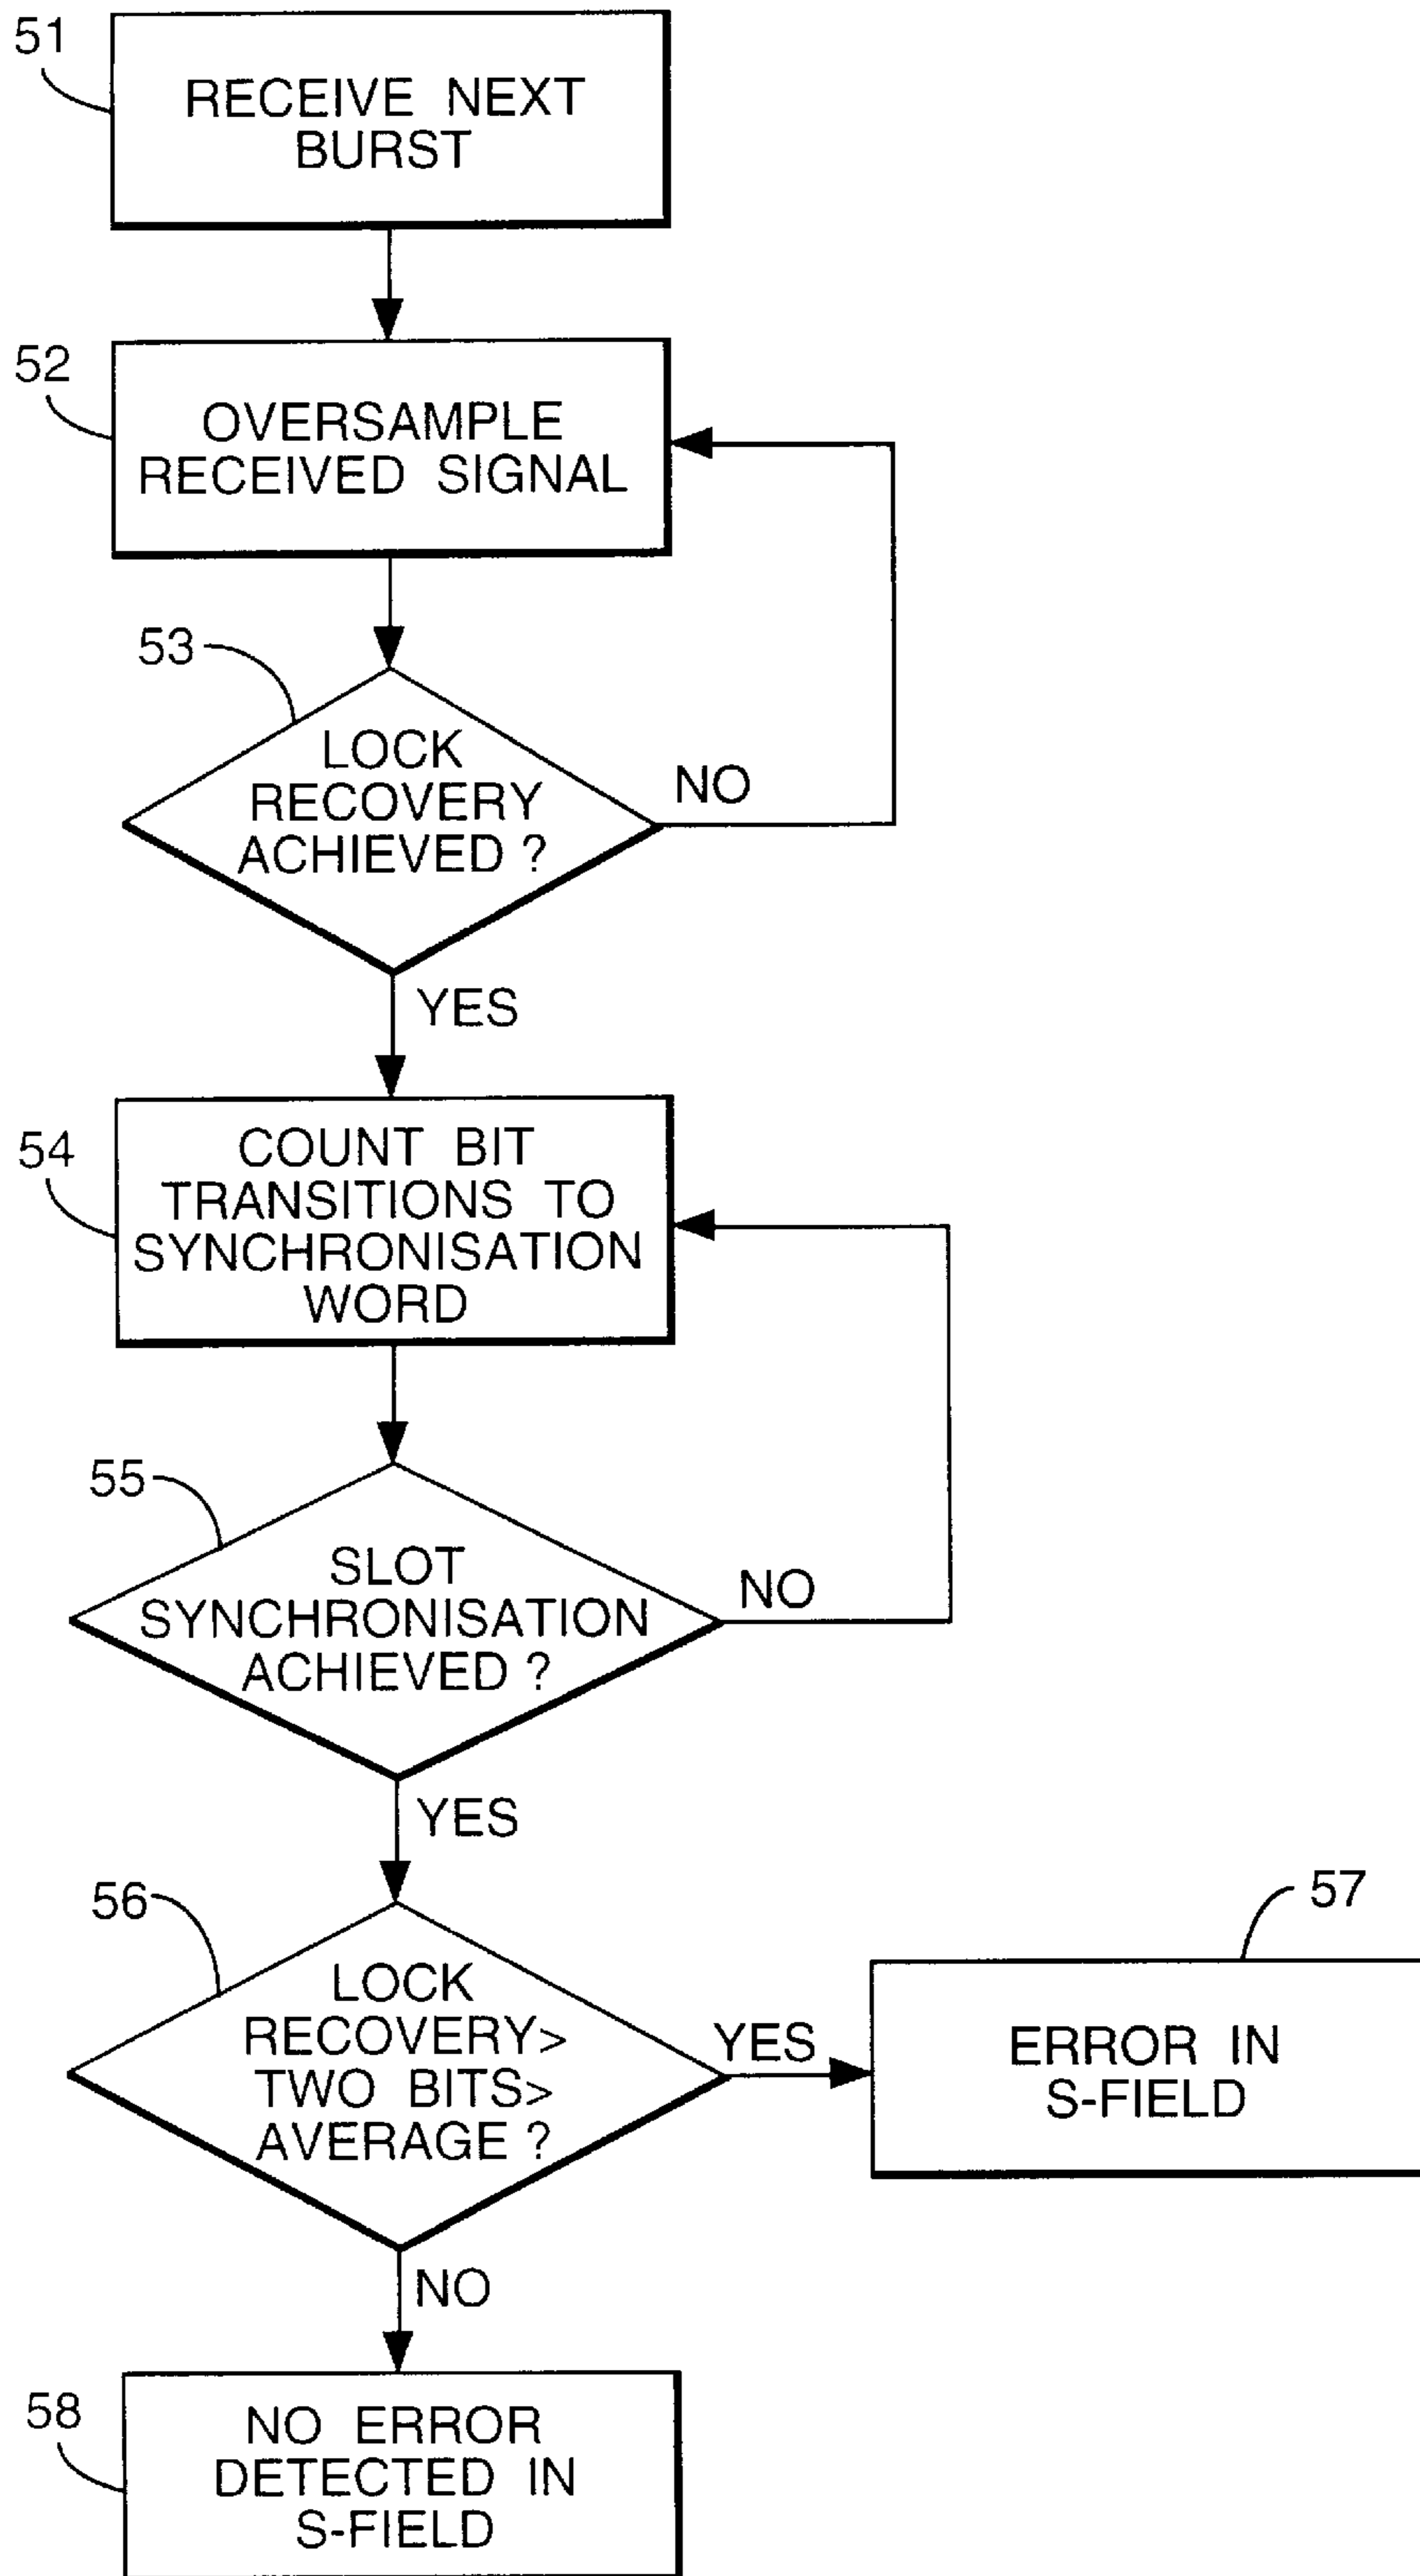 51
RECEIVE NEXT
BURST
52
OVERSAMPLE
RECEIVED SIGNAL
53
LOCK
RECOVERY
ACHIEVED ?
NO
YES
54
COUNT BIT
TRANSITIONS TO
SYNCHRONISATION
WORD
55
SLOT
SYNCHRONISATION
ACHIEVED ?
NO
YES
56
LOCK
RECOVERY>
TWO BITS>
AVERAGE ?
YES
57
ERROR IN
S-FIELD
NO
58
NO ERROR
DETECTED IN
S-FIELD